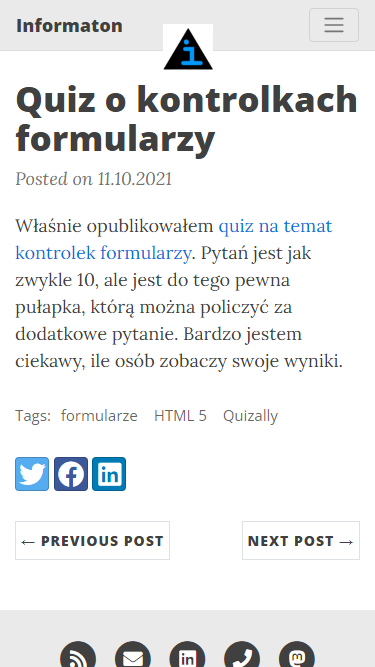 Informaton
i
Quiz o kontrolkach
formularzy
Posted on 11.10.2021
Właśnie opublikowałem quiz na temat
kontrolek formularzy. Pytań jest jak
zwykle 10, ale jest do tego pewna
pułapka, którą można policzyć za
dodatkowe pytanie. Bardzo jestem
ciekawy, ile osób zobaczy swoje wyniki.
Tags: formularze HTML 5 Quizally
← PREVIOUS POST NEXT POST →